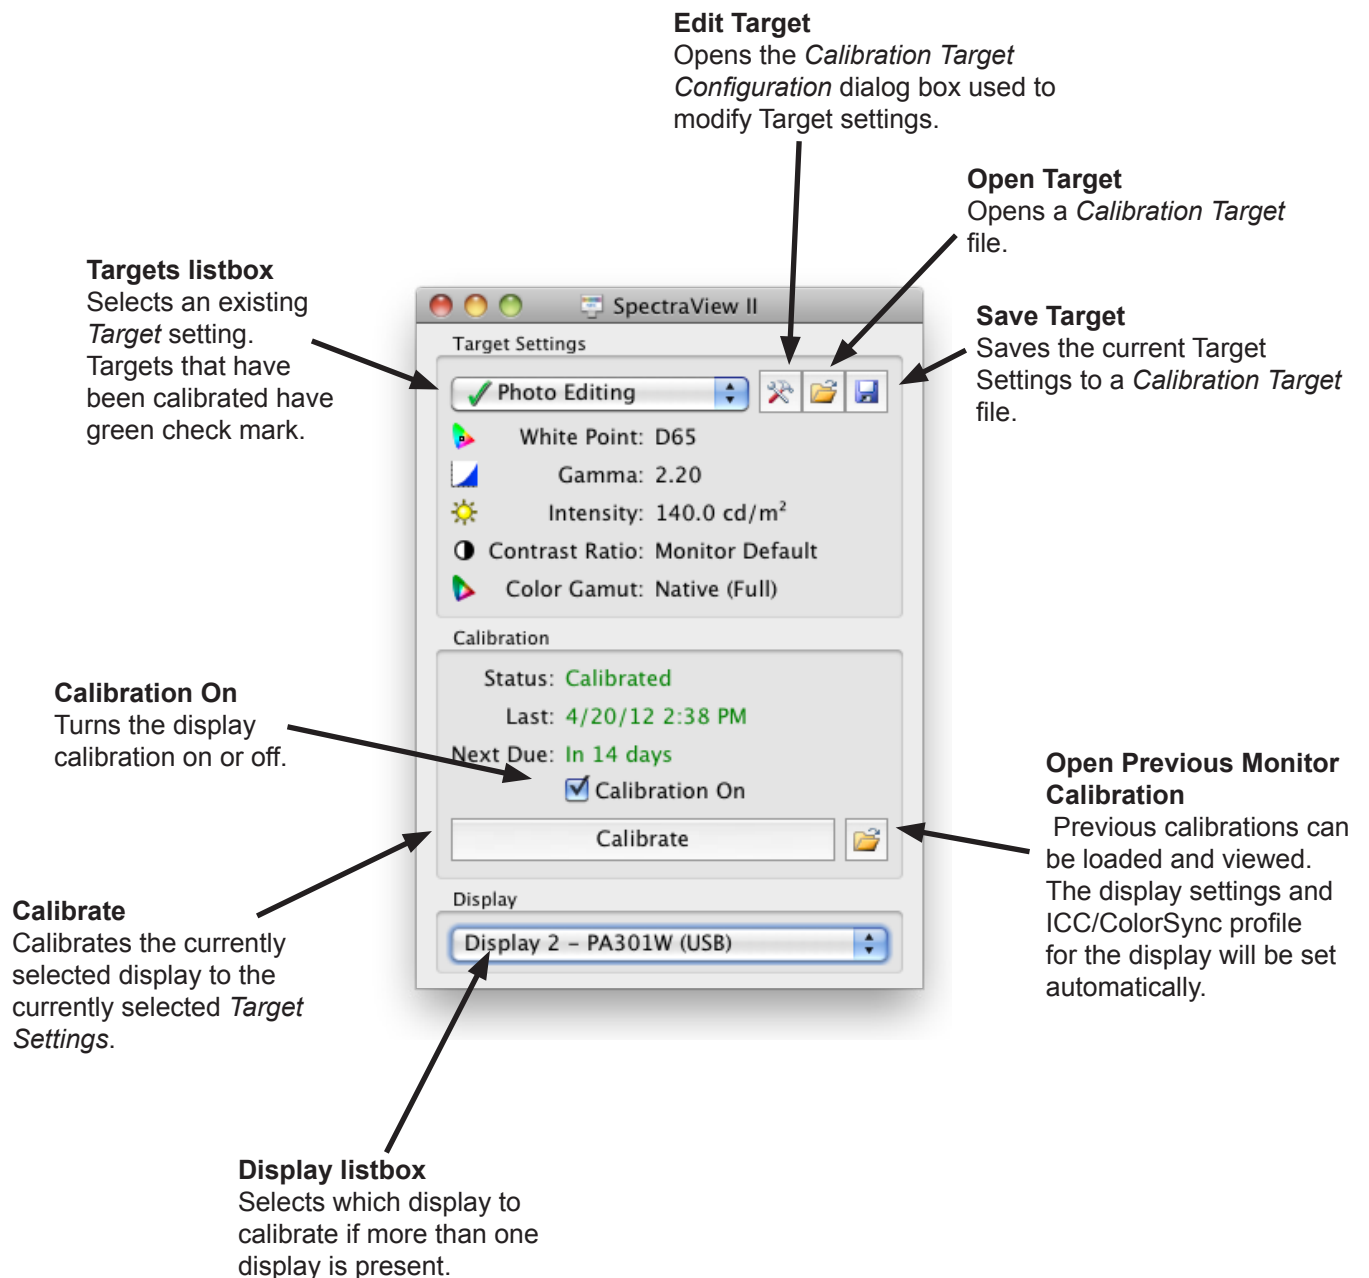 Edit Target
Opens the Calibration Target
Configuration dialog box used to
modify Target settings.
Open Target
Opens a Calibration Target
file.
Targets listbox
Selects an existing
Target setting.
Targets that have
been calibrated have
green check mark.
Save Target
Saves the current Target
Settings to a Calibration Target
file.
SpectraView II
Target Settings
Photo Editing
White Point: D65
Gamma: 2.20
Intensity: 140.0 cd/m²
Contrast Ratio: Monitor Default
Color Gamut: Native (Full)
Calibration
Status: Calibrated
Last: 4/20/12 2:38 PM
Next Due: In 14 days
Calibration On
Calibrate
Display
Display 2 – PA301W (USB)
Calibration On
Turns the display
calibration on or off.
Open Previous Monitor
Calibration
Previous calibrations can
be loaded and viewed.
The display settings and
ICC/ColorSync profile
for the display will be set
automatically.
Calibrate
Calibrates the currently
selected display to the
currently selected Target
Settings.
Display listbox
Selects which display to
calibrate if more than one
display is present.